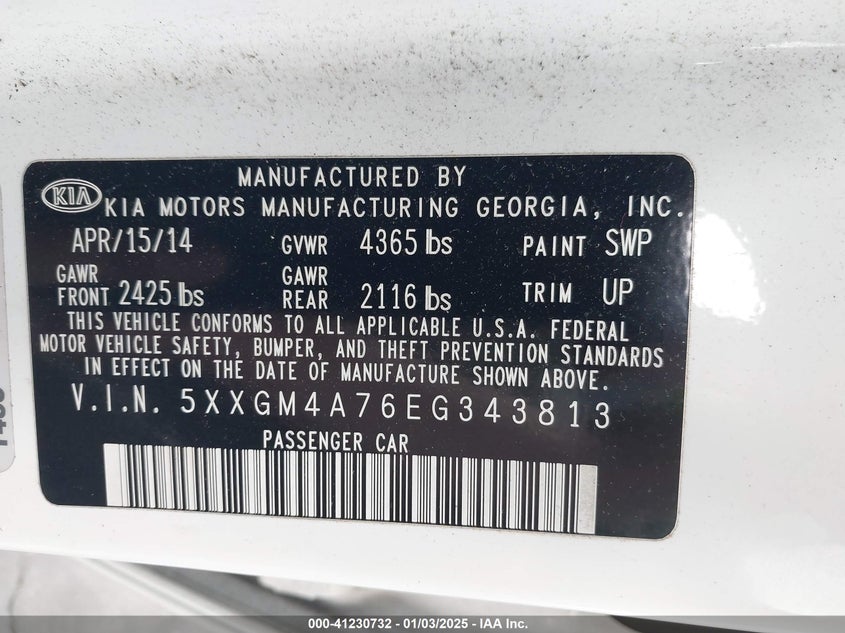 MANUFACTURED BY
KIA KIA MOTORS MANUFACTURING GEORGIA, INC.
APR/15/14 GVWR 4365 lbs PAINT SWP
GAWR FRONT 2425 lbs GAWR REAR 2116 lbs TRIM UP
THIS VEHICLE CONFORMS TO ALL APPLICABLE U.S.A. FEDERAL
MOTOR VEHICLE SAFETY, BUMPER, AND THEFT PREVENTION STANDARDS
IN EFFECT ON THE DATE OF MANUFACTURE SHOWN ABOVE.
V.I.N. 5XXGM4A76EG343813
PASSENGER CAR
000-41230732 - 01/03/2025 - IAA Inc.